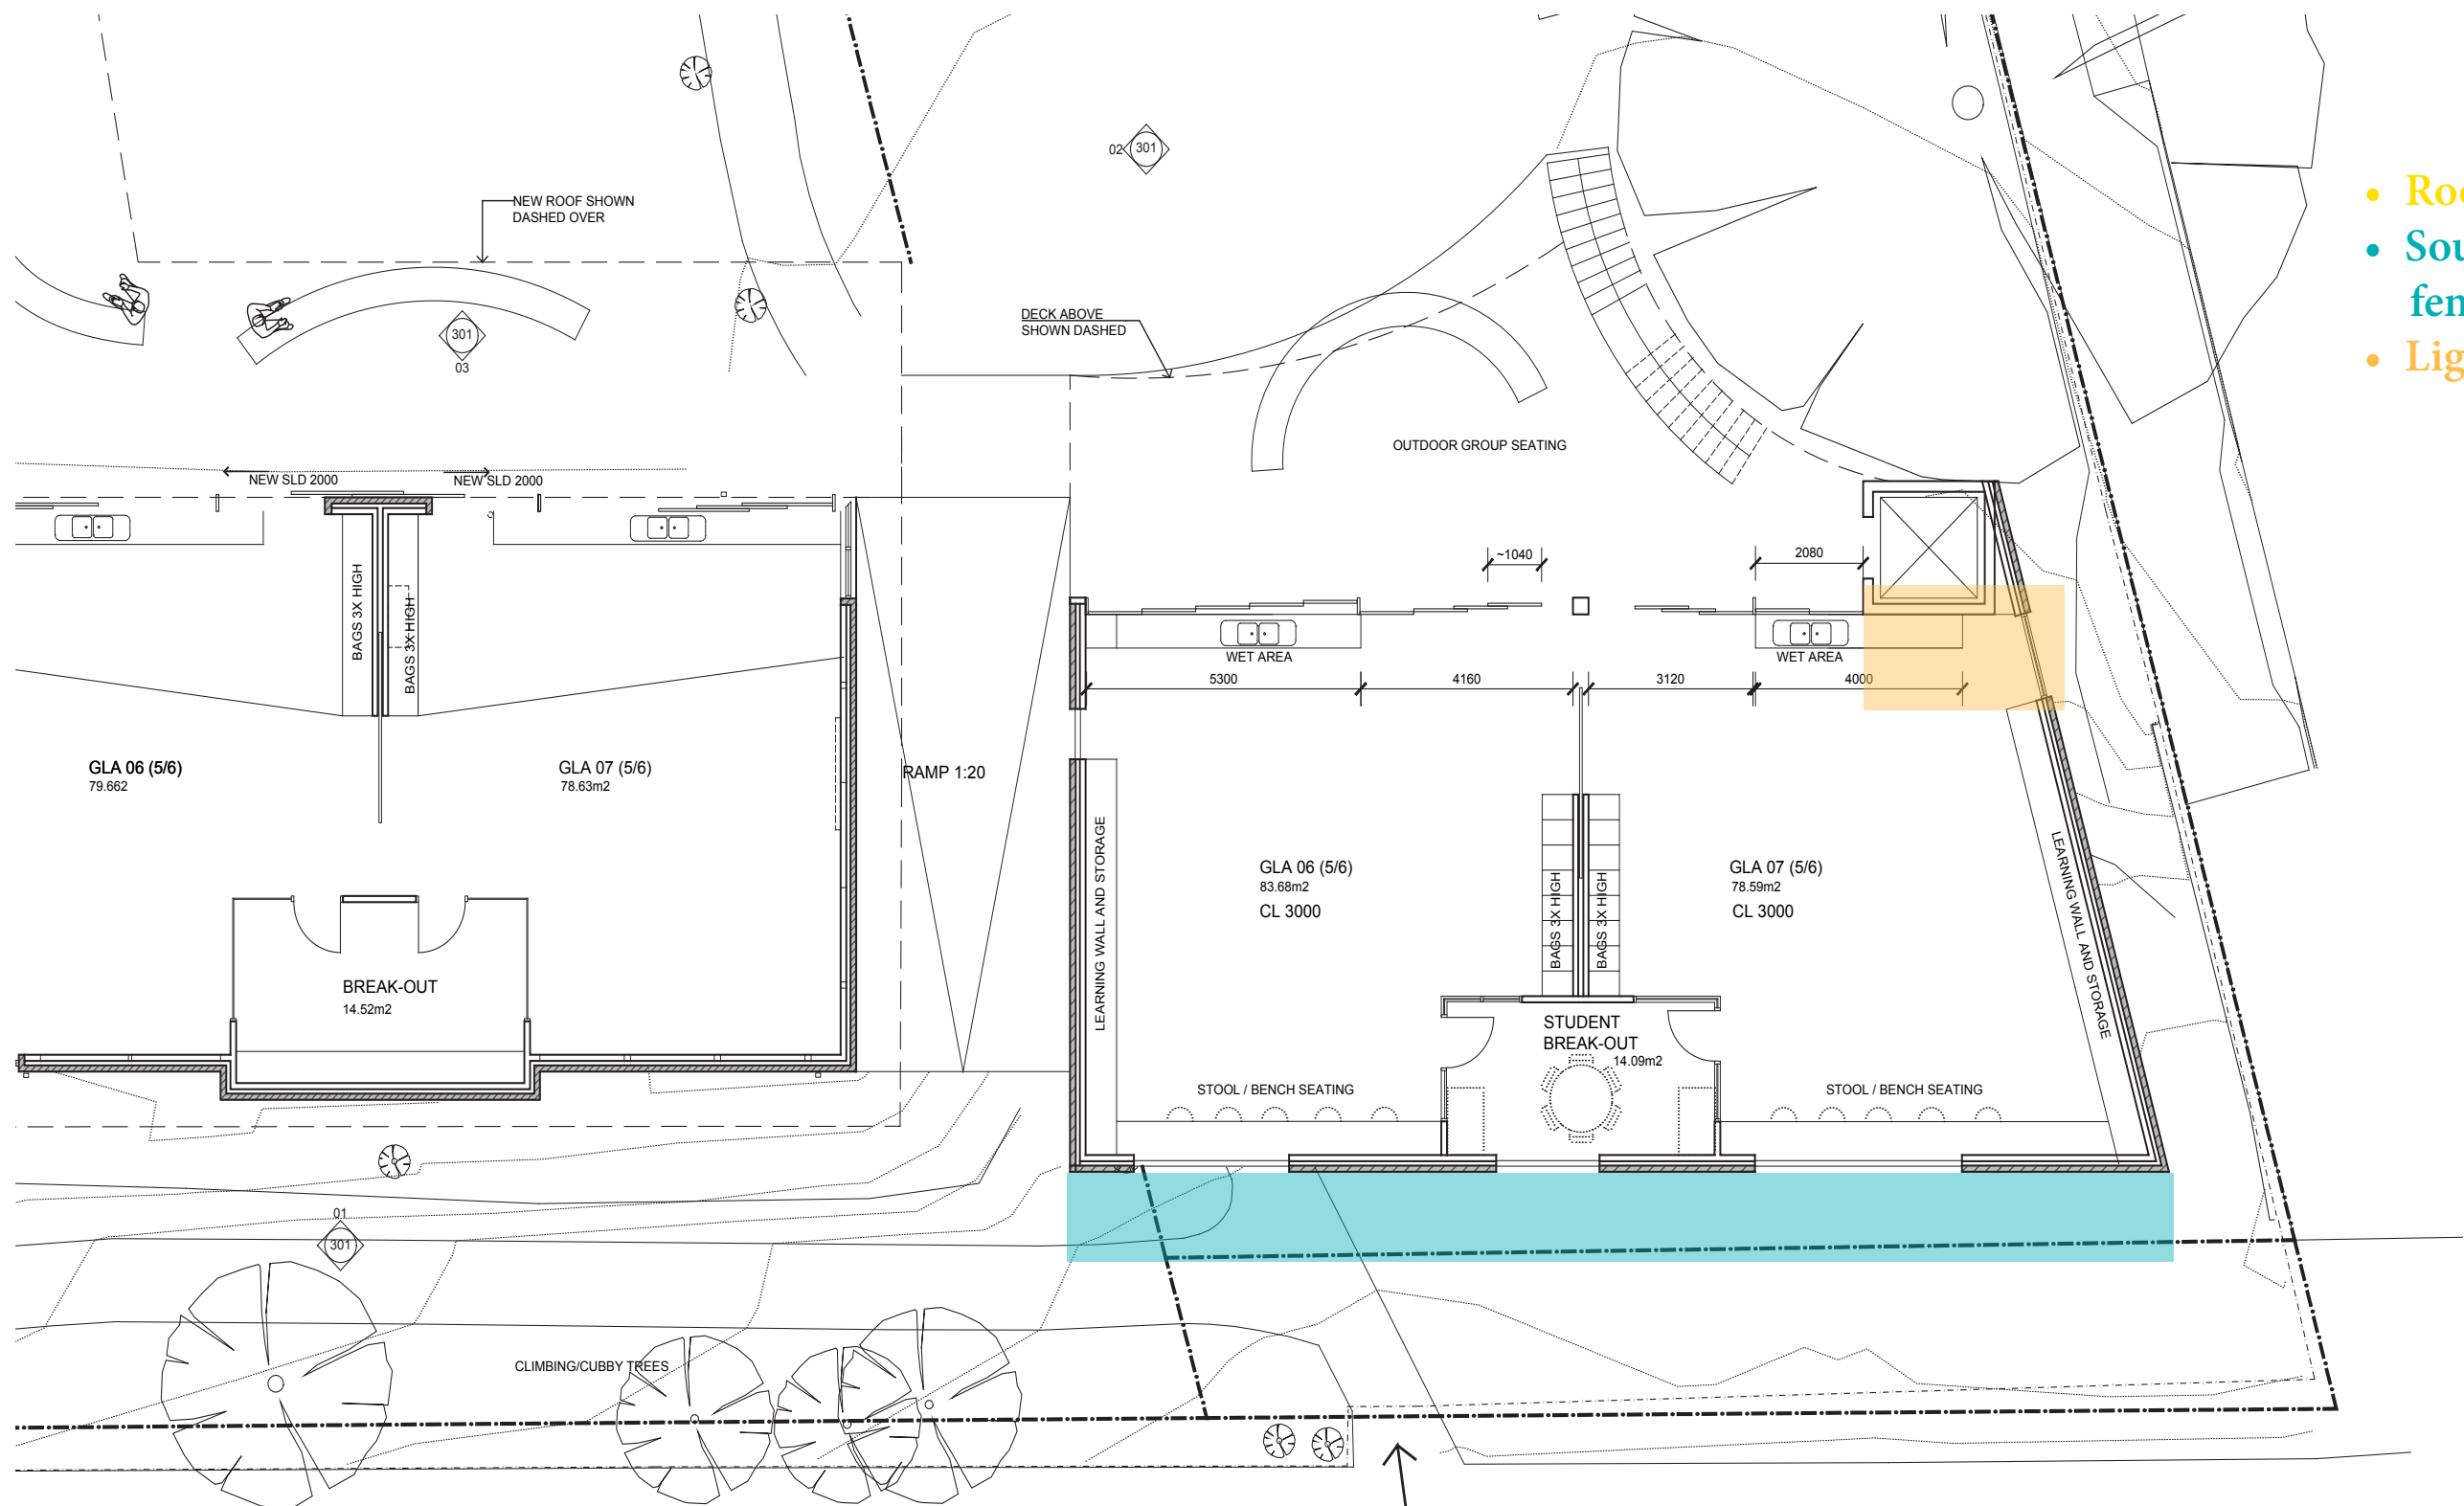 02
301
NEW ROOF SHOWN
DASHED OVER
DECK ABOVE
SHOWN DASHED
301
03
OUTDOOR GROUP SEATING
NEW SLD 2000
NEW SLD 2000
~1040
2080
BAGS 3X HIGH
BAGS 3X HIGH
WET AREA
WET AREA
5300
4160
3120
4000
GLA 06 (5/6)
79.662
GLA 07 (5/6)
78.63m2
RAMP 1:20
LEARNING WALL AND STORAGE
GLA 06 (5/6)
83.68m2
CL 3000
BAGS 3X HIGH
BAGS 3X HIGH
GLA 07 (5/6)
78.59m2
CL 3000
LEARNING WALL AND STORAGE
BREAK-OUT
14.52m2
STUDENT
BREAK-OUT
14.09m2
STOOL / BENCH SEATING
STOOL / BENCH SEATING
01
301
CLIMBING/CUBBY TREES